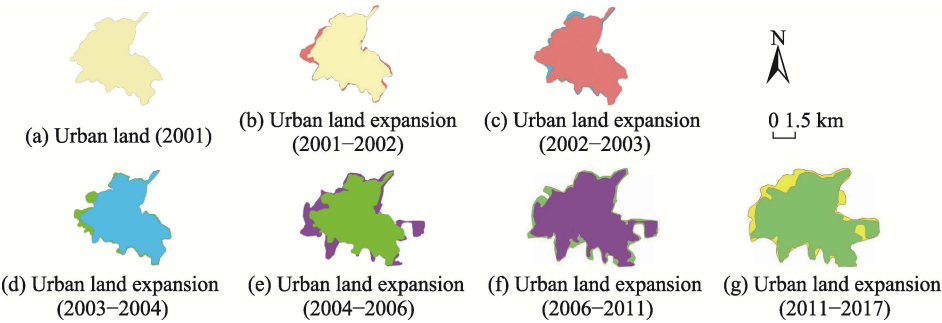 N
(a) Urban land (2001)
(b) Urban land expansion
(2001−2002)
(c) Urban land expansion
(2002−2003)
0 1.5 km
(d) Urban land expansion
(2003−2004)
(e) Urban land expansion
(2004−2006)
(f) Urban land expansion
(2006−2011)
(g) Urban land expansion
(2011−2017)